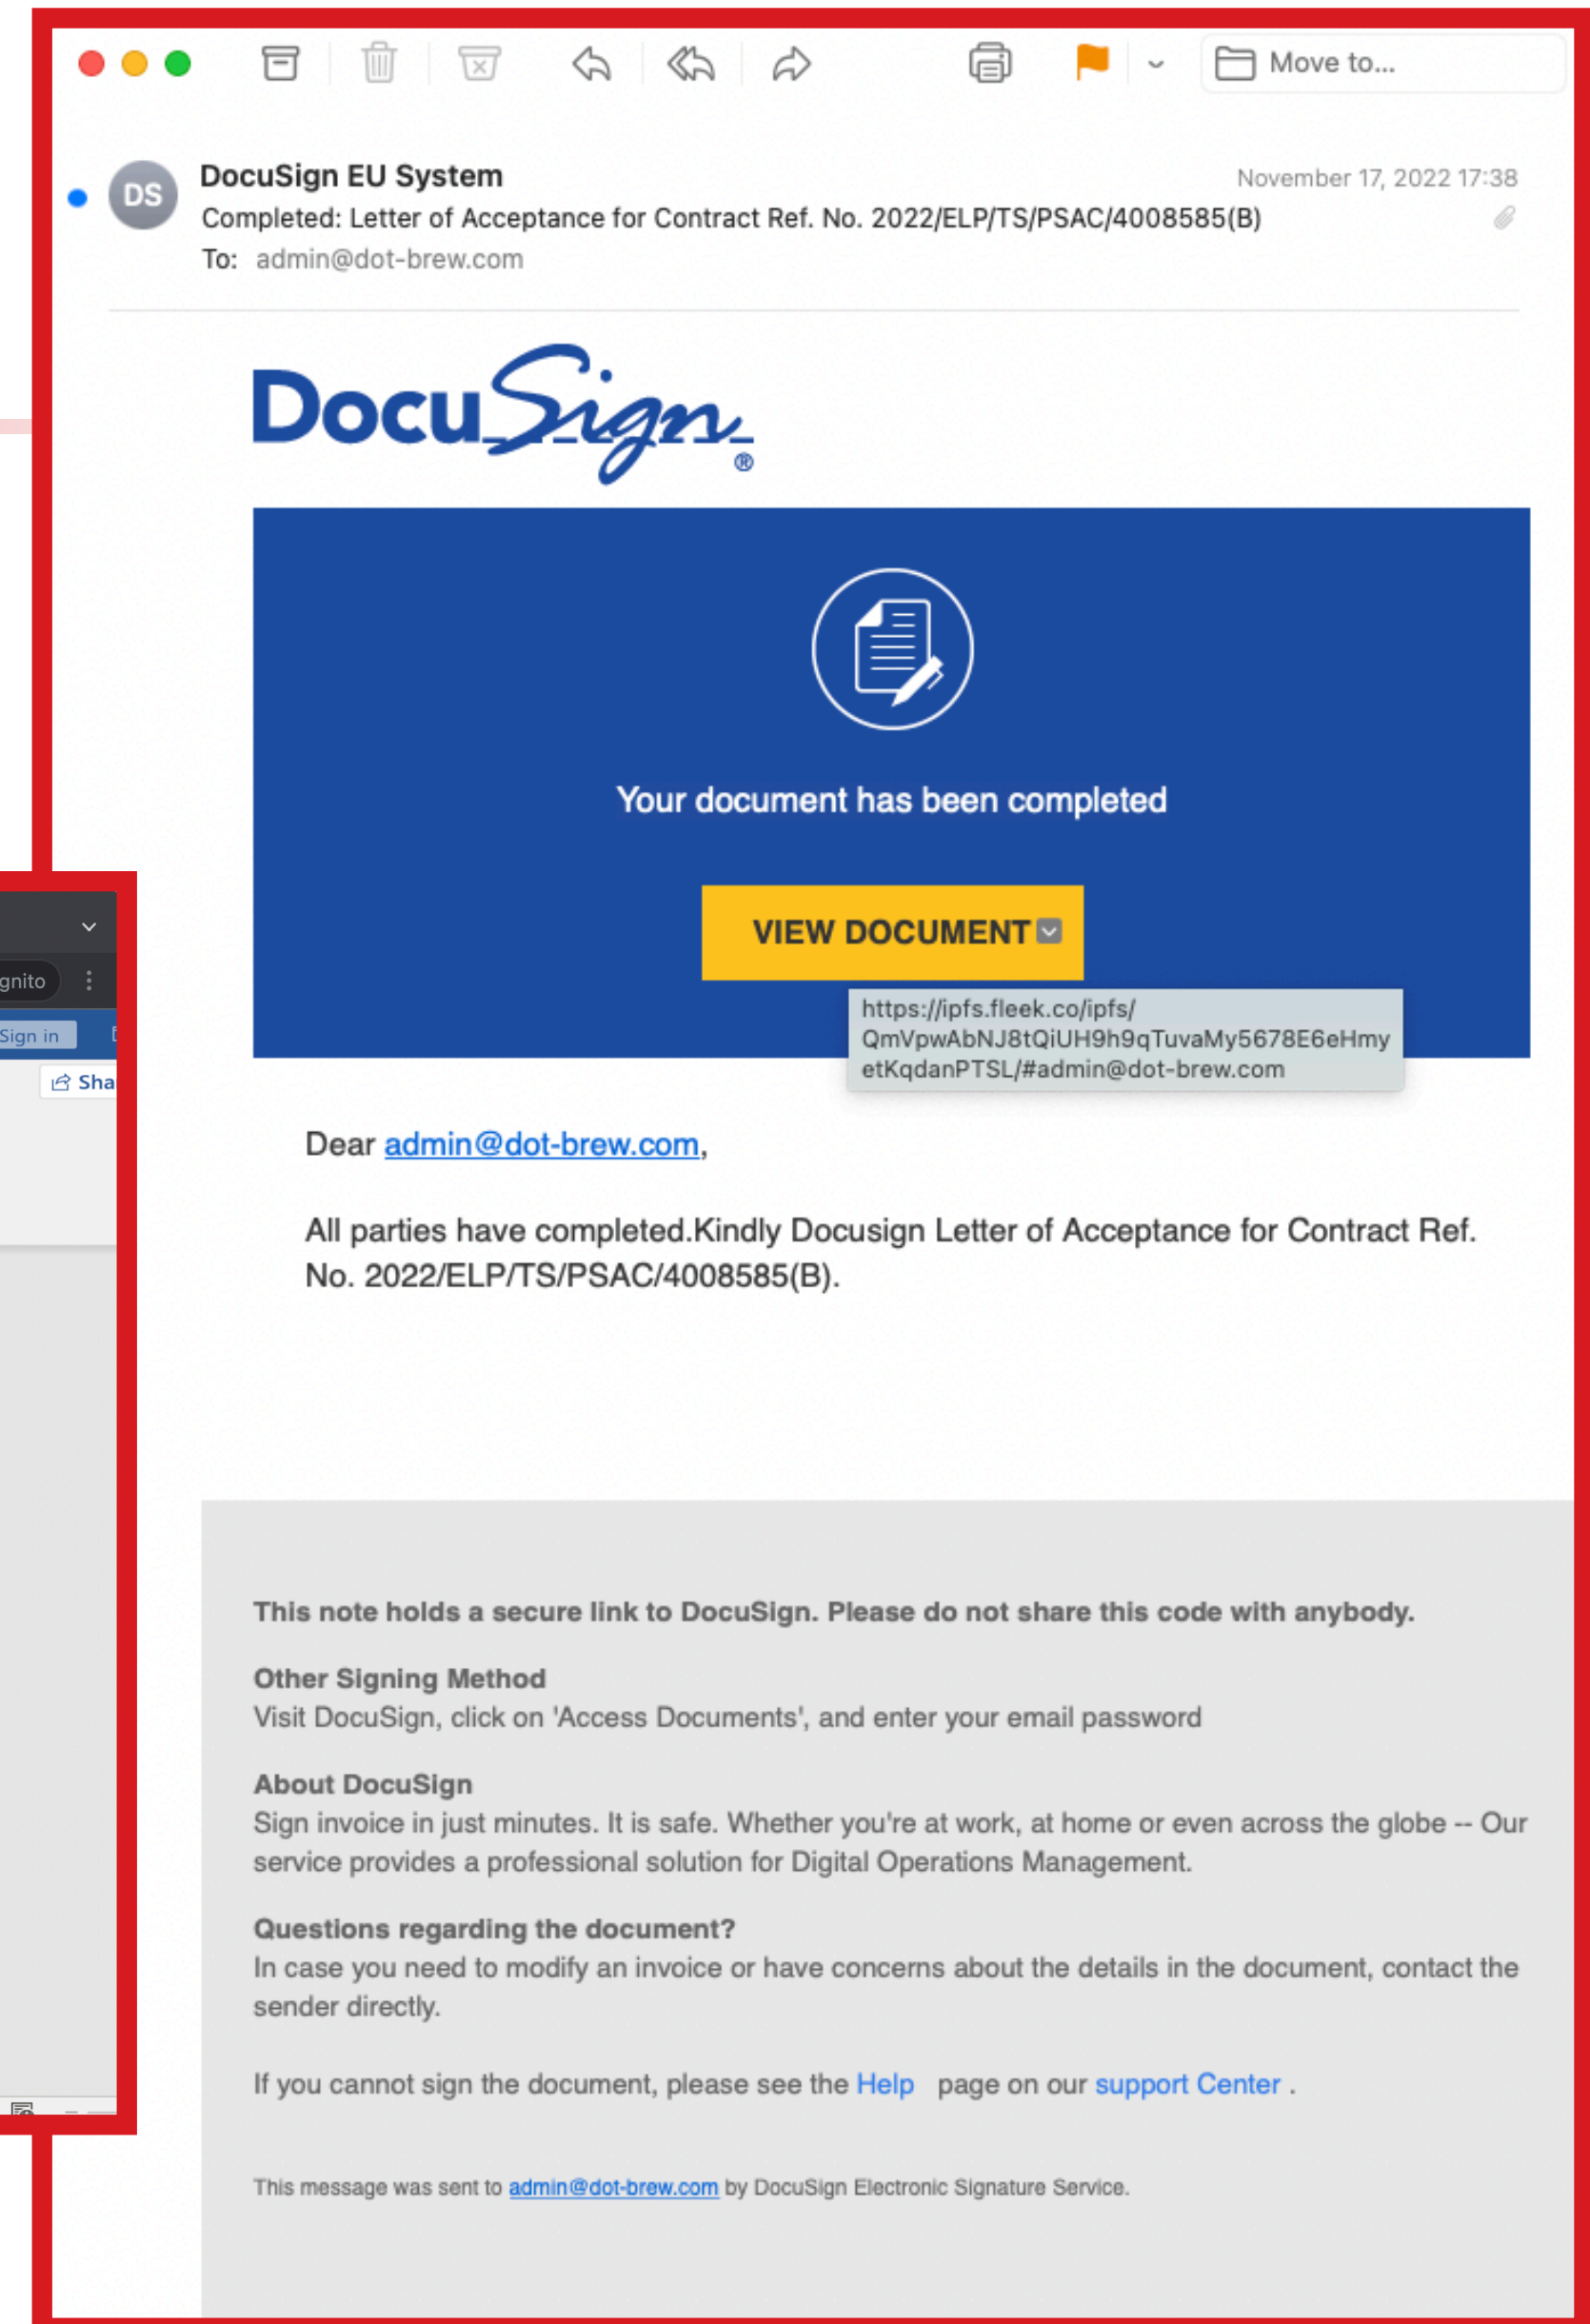 Move to...
DS
DocuSign EU System
November 17, 2022 17:38
Completed: Letter of Acceptance for Contract Ref. No. 2022/ELP/TS/PSAC/4008585(B)
To: admin@dot-brew.com
DocuSign®
Your document has been completed
VIEW DOCUMENT
gnito
Sign in
https://ipfs.fleek.co/ipfs/
QmVpwAbNJ8tQiUH9h9qTuvaMy5678E6eHmy
etKqdanPTSL/#admin@dot-brew.com
Sha
Dear admin@dot-brew.com,
All parties have completed.Kindly Docusign Letter of Acceptance for Contract Ref.
No. 2022/ELP/TS/PSAC/4008585(B).
This note holds a secure link to DocuSign. Please do not share this code with anybody.
Other Signing Method
Visit DocuSign, click on 'Access Documents', and enter your email password
About DocuSign
Sign invoice in just minutes. It is safe. Whether you're at work, at home or even across the globe -- Our
service provides a professional solution for Digital Operations Management.
Questions regarding the document?
In case you need to modify an invoice or have concerns about the details in the document, contact the
sender directly.
If you cannot sign the document, please see the Help page on our support Center .
This message was sent to admin@dot-brew.com by DocuSign Electronic Signature Service.